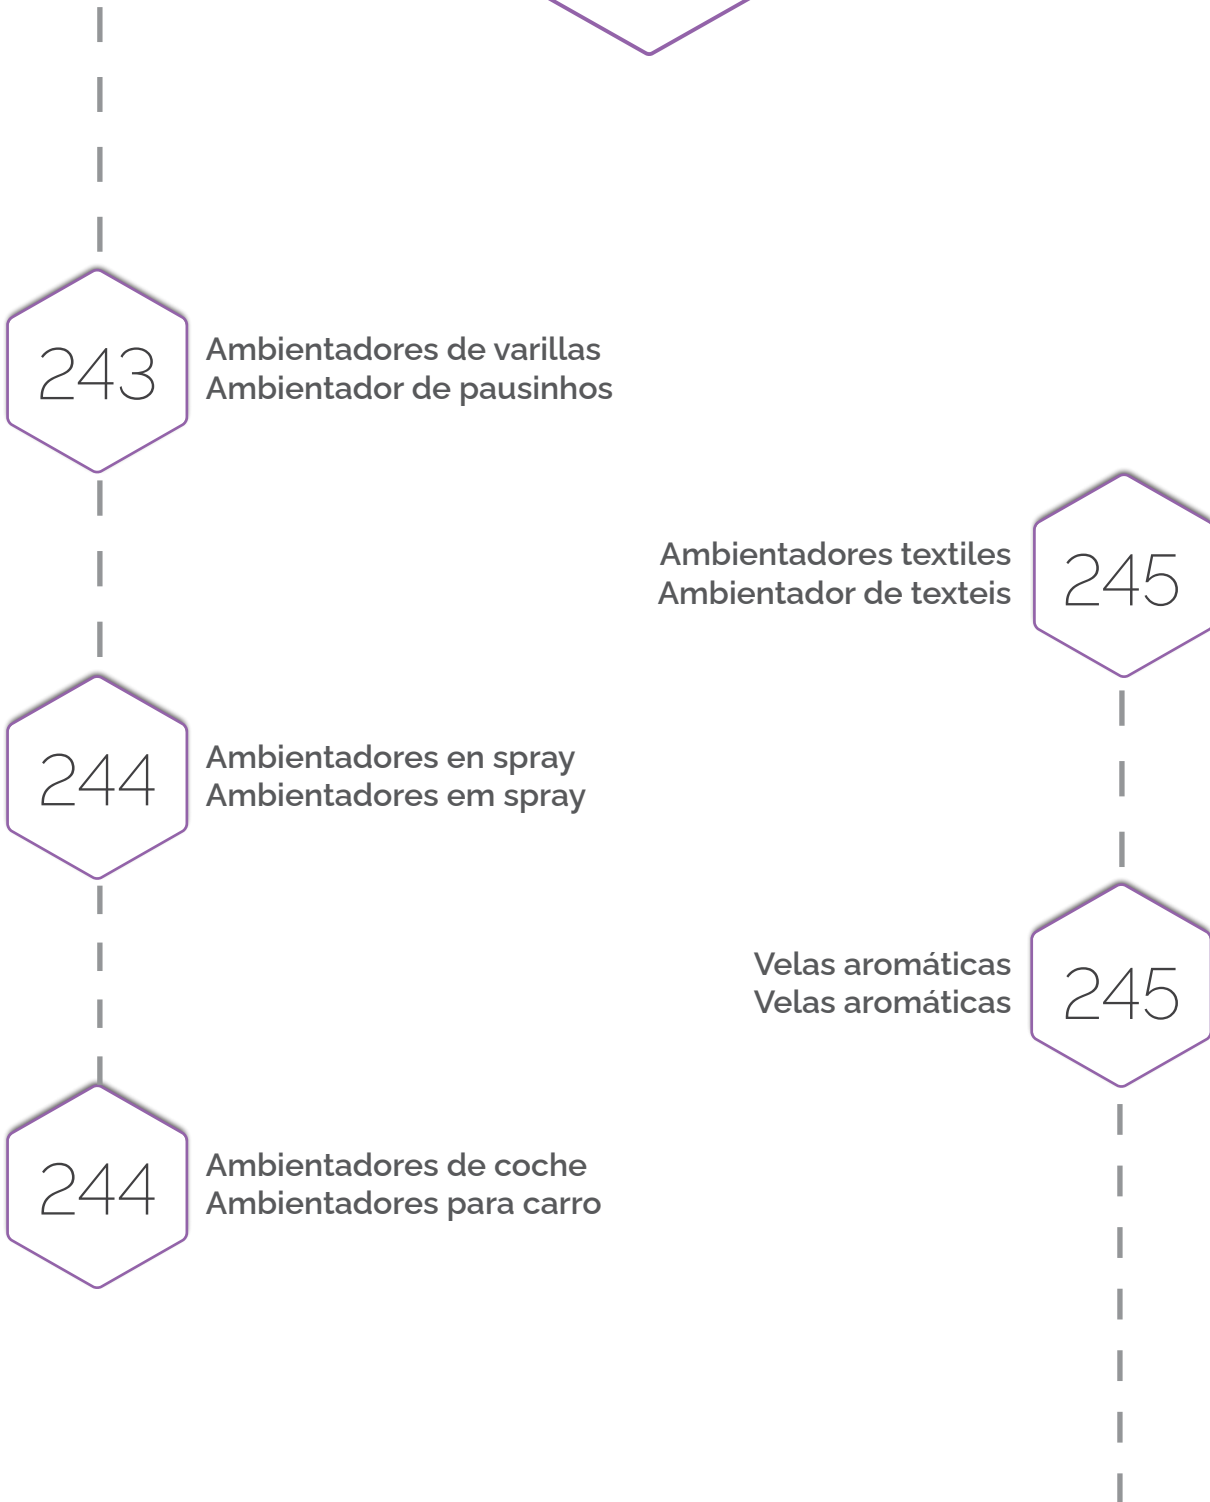 243
Ambientadores de varillas
Ambientador de pausinhos
Ambientadores textiles
Ambientador de texteis
245
244
Ambientadores en spray
Ambientadores em spray
Velas aromáticas
Velas aromáticas
245
244
Ambientadores de coche
Ambientadores para carro